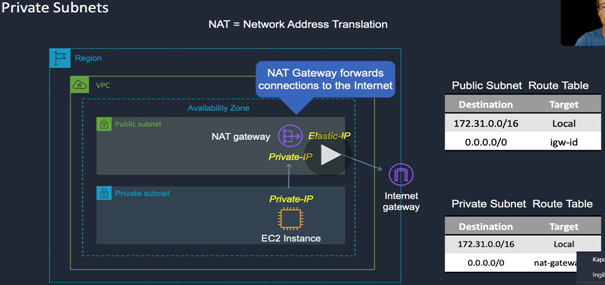 Private Subnets
NAT = Network Address Translation
Region
NAT Gateway forwards
connections to the Internet
VPC
Availability Zone
Public subnet
NAT gateway
Elastic-IP
Private-IP
Private subnet
Private-IP
EC2 Instance
Internet
gateway
Public Subnet Route Table
Destination Target
172.31.0.0/16 Local
0.0.0.0/0 igw-id
Private Subnet Route Table
Destination Target
172.31.0.0/16 Local
0.0.0.0/0